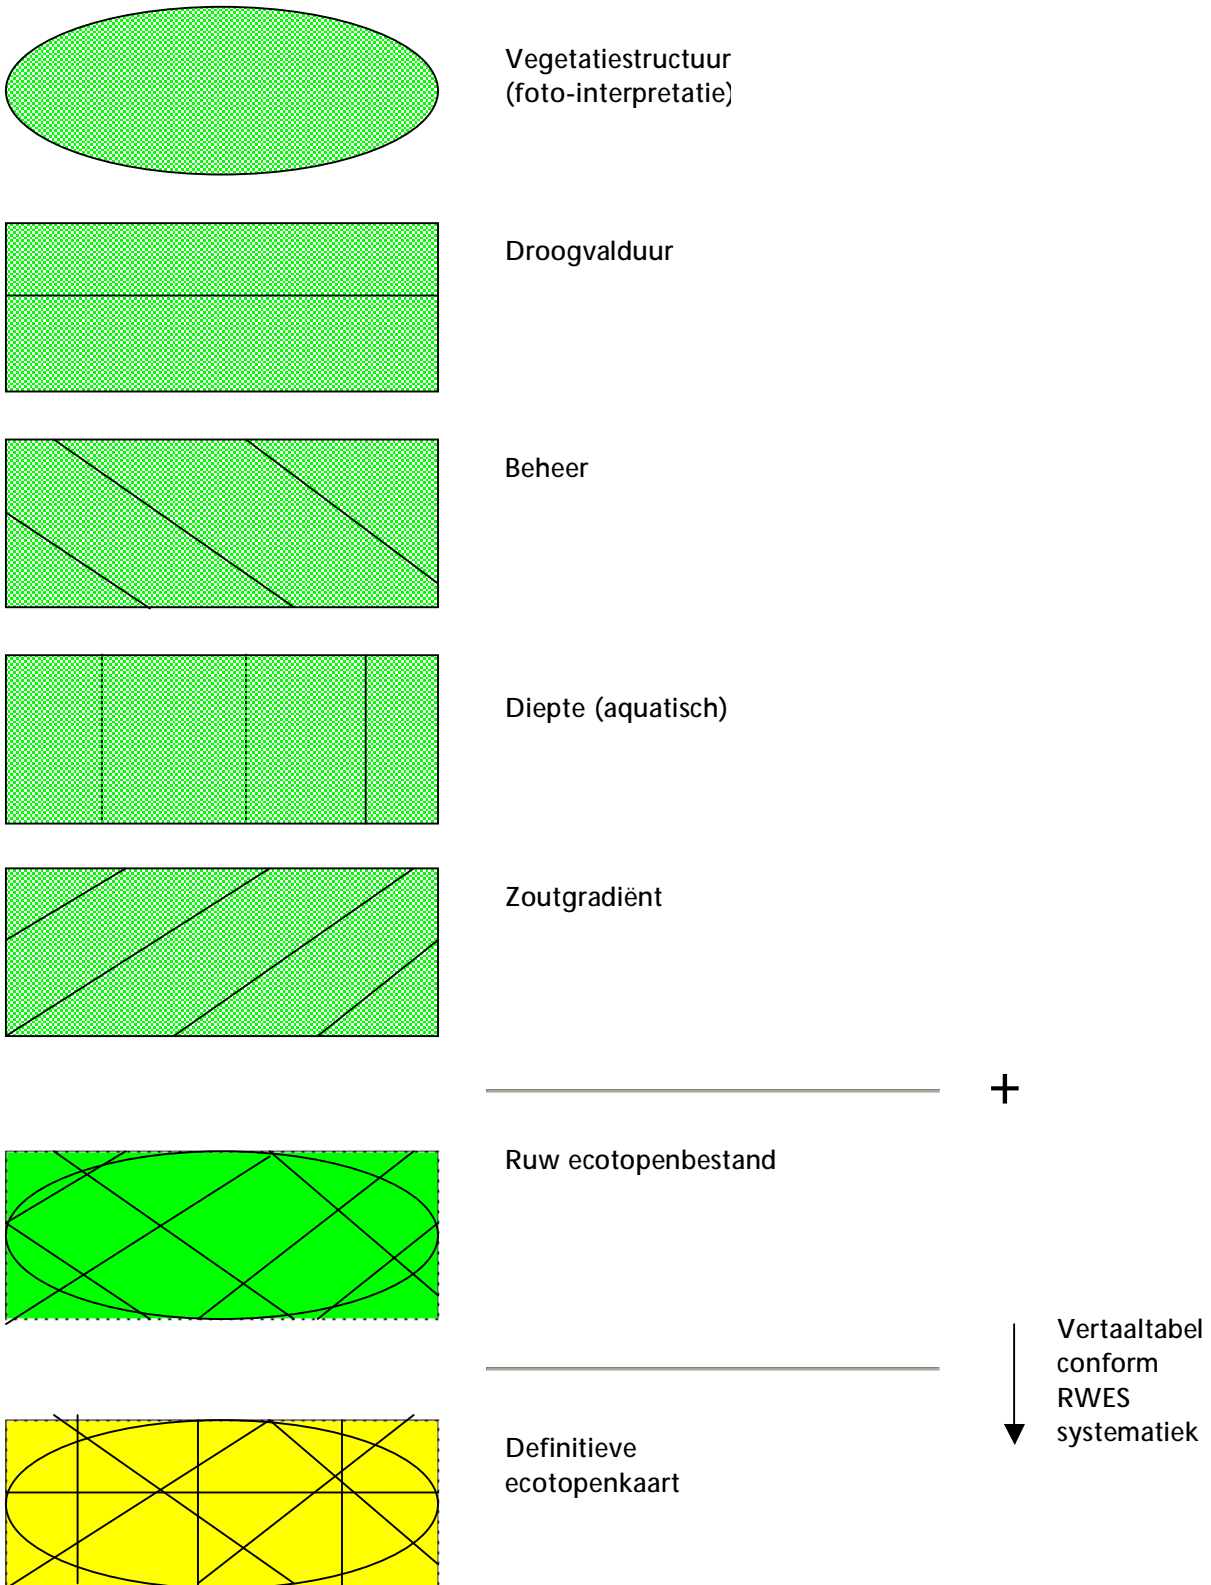 Vegetatiestructuur
(foto-interpretatie)
Droogvalduur
Beheer
Diepte (aquatisch)
Zoutgradiënt
+
Ruw ecotopenbestand
Vertaaltabel
conform
RWES
systematiek
Definitieve
ecotopenkaart